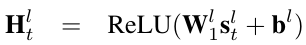 H_t^l = ReLU(W_1^l s_t^l + b^l)